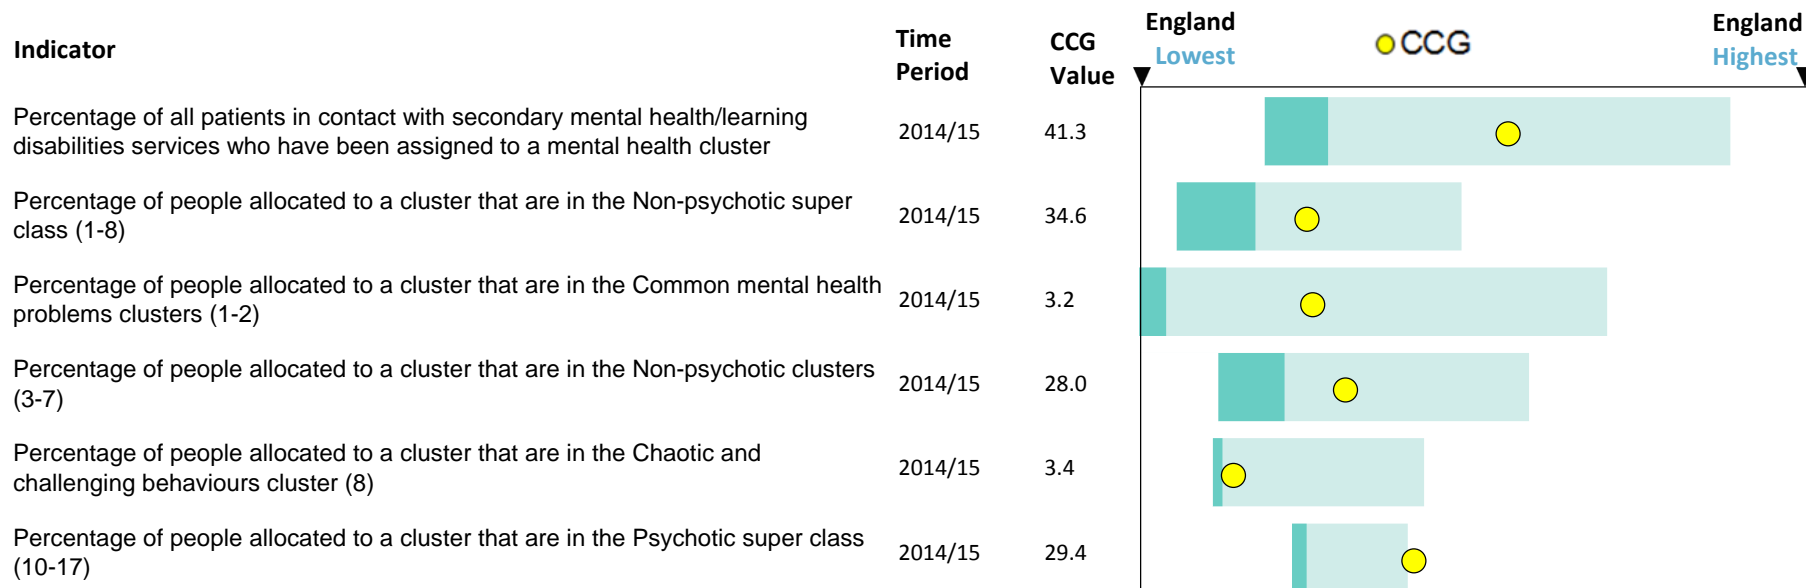 Indicator
Time Period
CCG Value
England Lowest
CCG
England Highest
Percentage of all patients in contact with secondary mental health/learning
disabilities services who have been assigned to a mental health cluster
2014/15
41.3
Percentage of people allocated to a cluster that are in the Non-psychotic super
class (1-8)
2014/15
34.6
Percentage of people allocated to a cluster that are in the Common mental health
problems clusters (1-2)
2014/15
3.2
Percentage of people allocated to a cluster that are in the Non-psychotic clusters
(3-7)
2014/15
28.0
Percentage of people allocated to a cluster that are in the Chaotic and
challenging behaviours cluster (8)
2014/15
3.4
Percentage of people allocated to a cluster that are in the Psychotic super class
(10-17)
2014/15
29.4